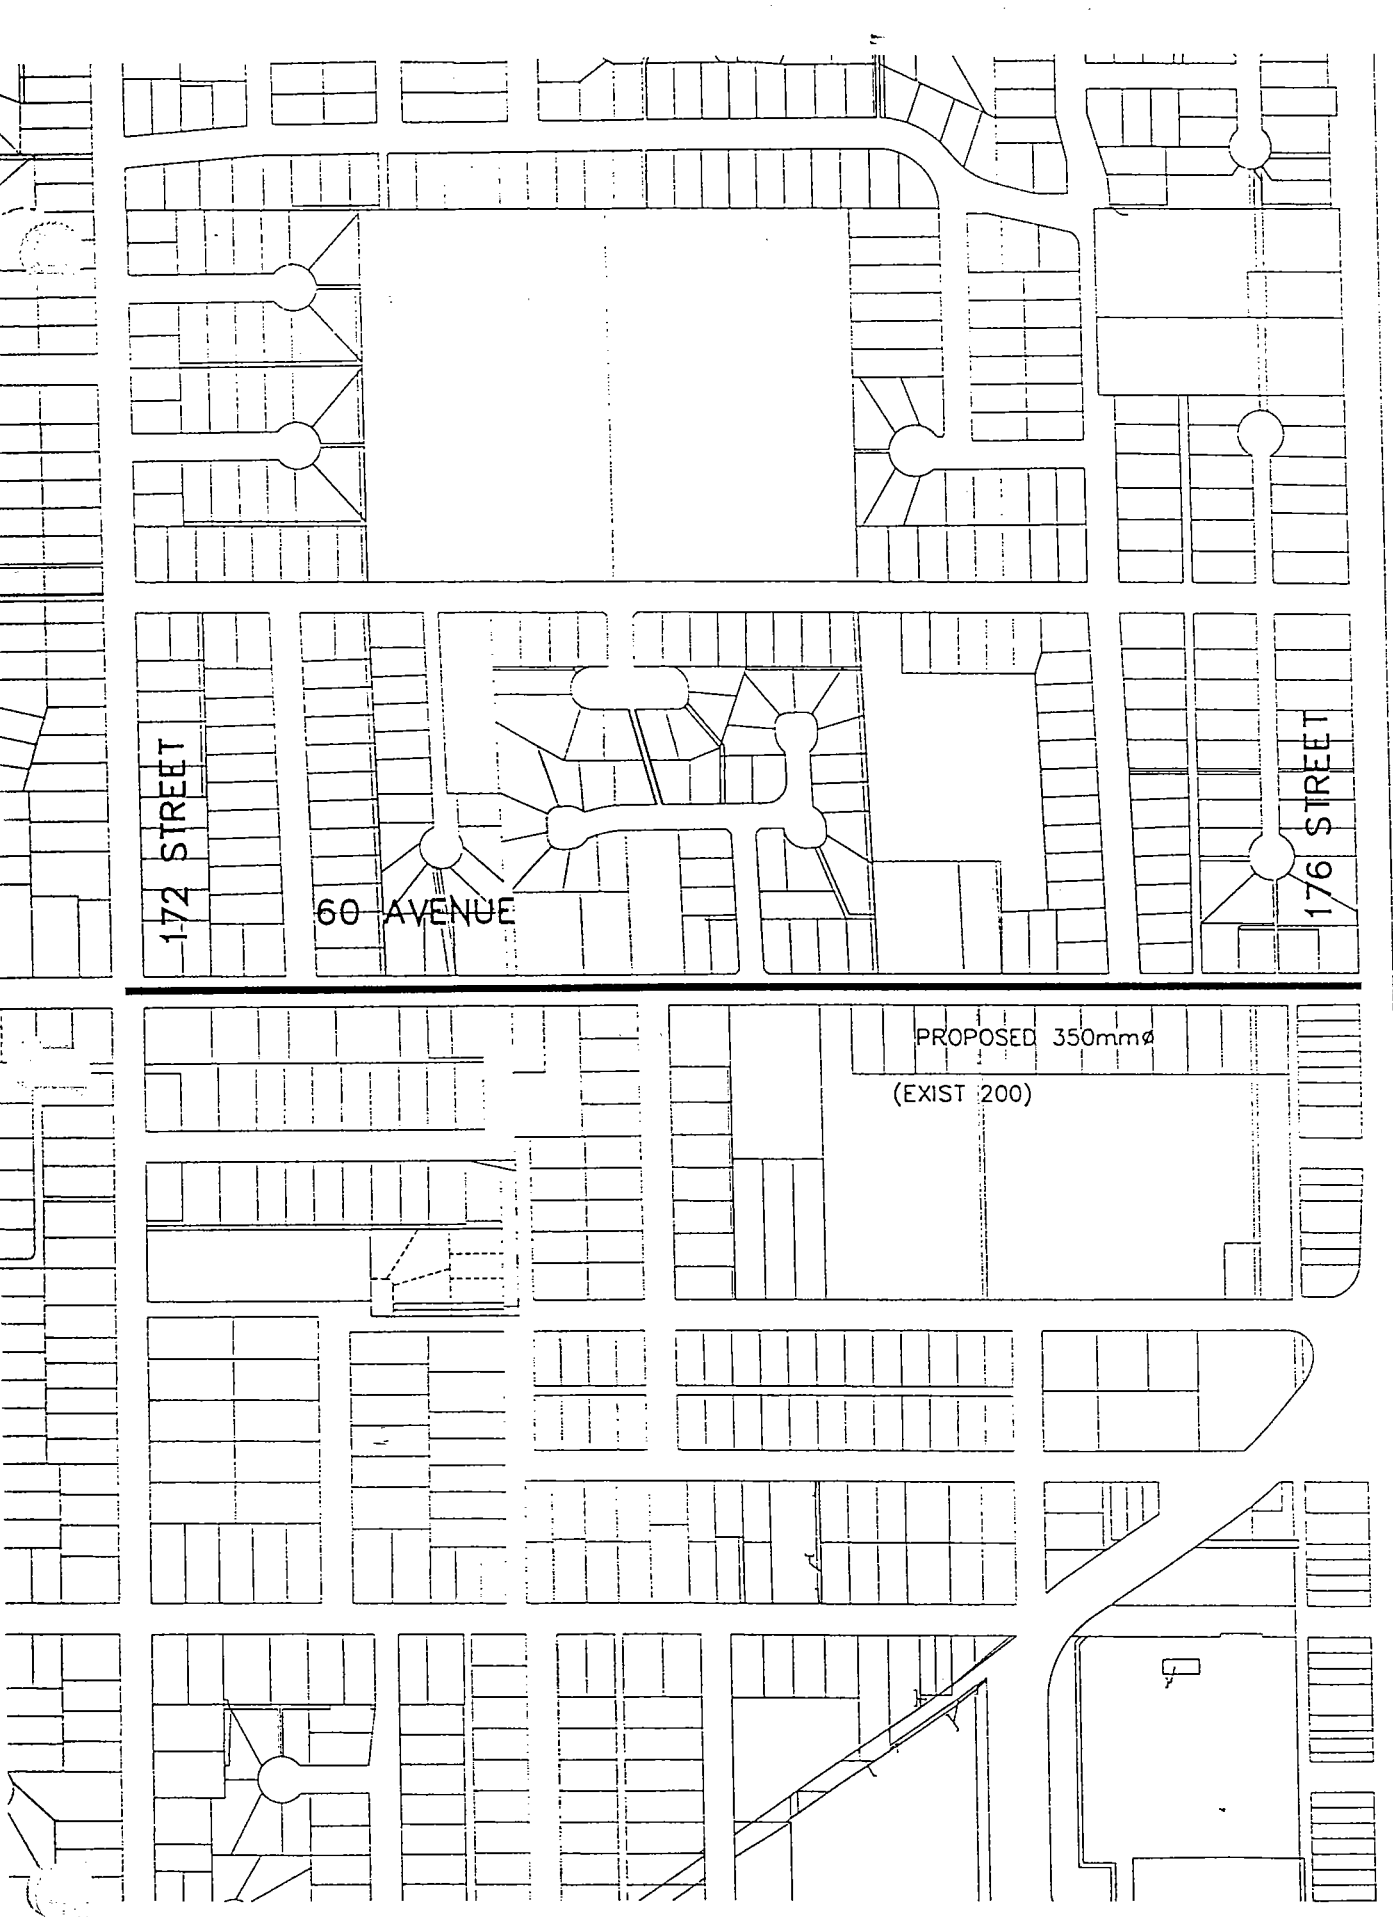 172 STREET
176 STREET
60 AVENUE
PROPOSED 350mmø
(EXIST 200)